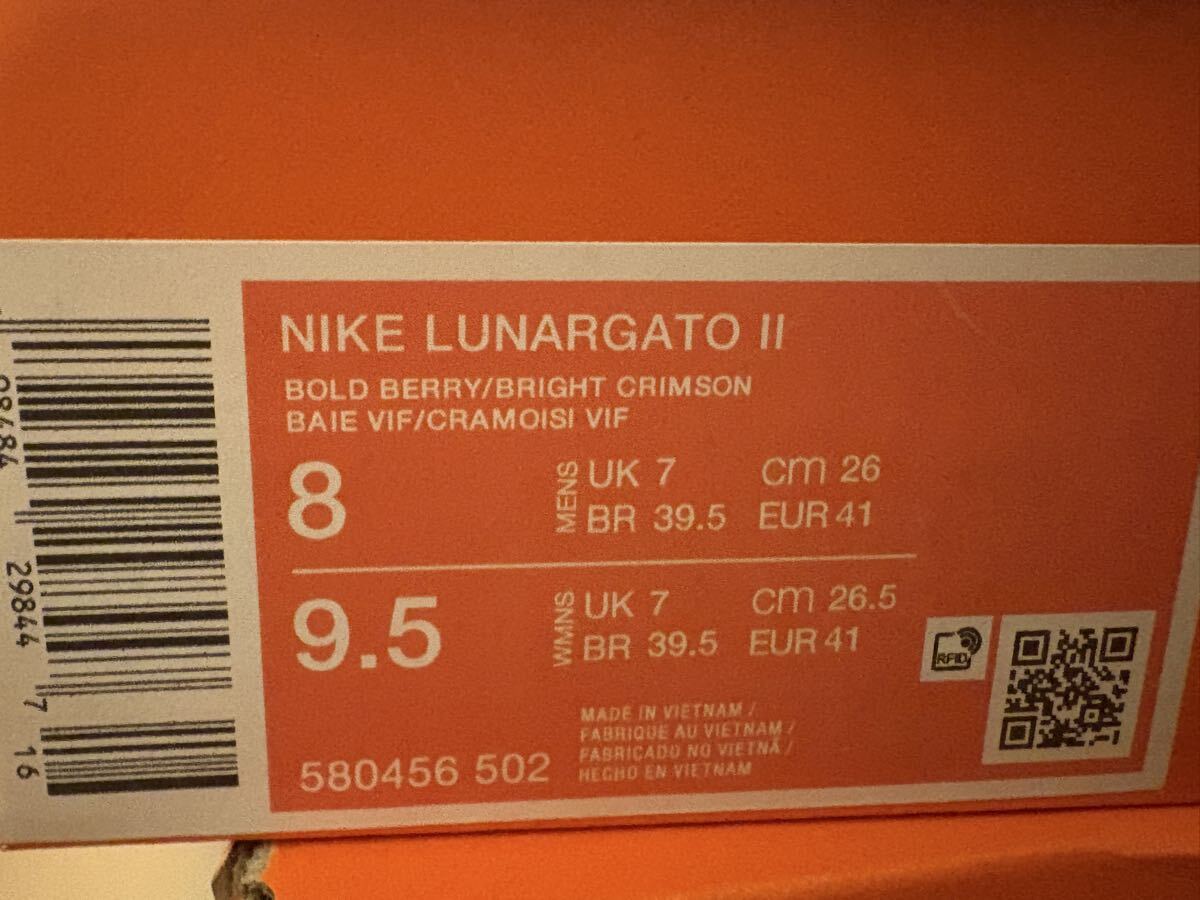 NIKE LUNARGATO II
BOLD BERRY/BRIGHT CRIMSON
BAIE VIF/CRAMOISI VIF
8
MENS
UK 7 cm 26
BR 39.5 EUR 41
9.5
WMNS
UK 7 cm 26.5
BR 39.5 EUR 41
RFID
580456 502
MADE IN VIETNAM /
FABRIQUE AU VIETNAM /
FABRICADO NO VIETNÃ /
HECHO EN VIETNAM
29844 7 16